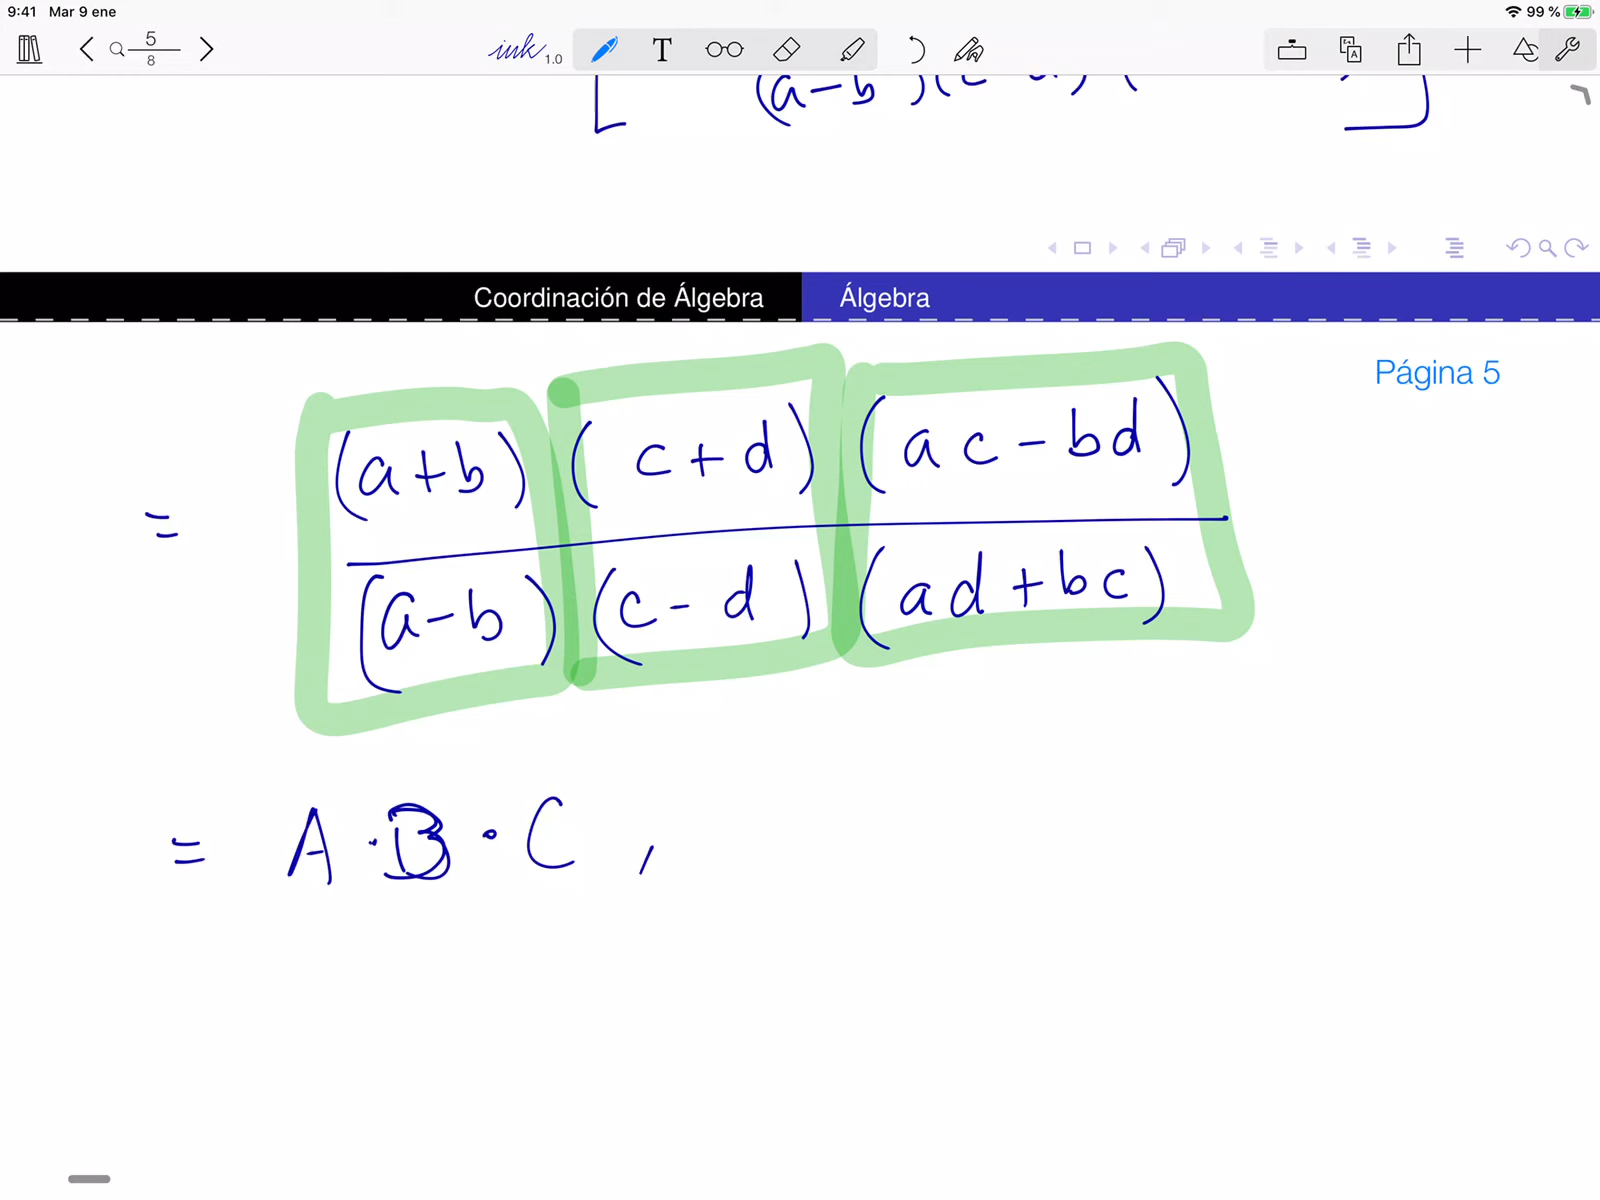 9:41 Mar 9 ene 99 %
5
8
ink 1.0 T A
(a-b)(c
Coordinación de Álgebra Álgebra
Página 5
= (a+b) (c+d) (ac-bd)
(a-b) (c-d) (ad+bc)
= A · B · C ,